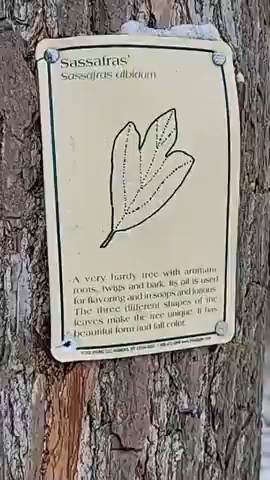 Sassafras'
Sassafras albidum
A very hardy tree with aromatic
roots, twigs and bark. Its oil is used
for flavoring and in soaps and lotions.
The three different shapes of the
leaves make the tree unique. It has
beautiful form and fall color.